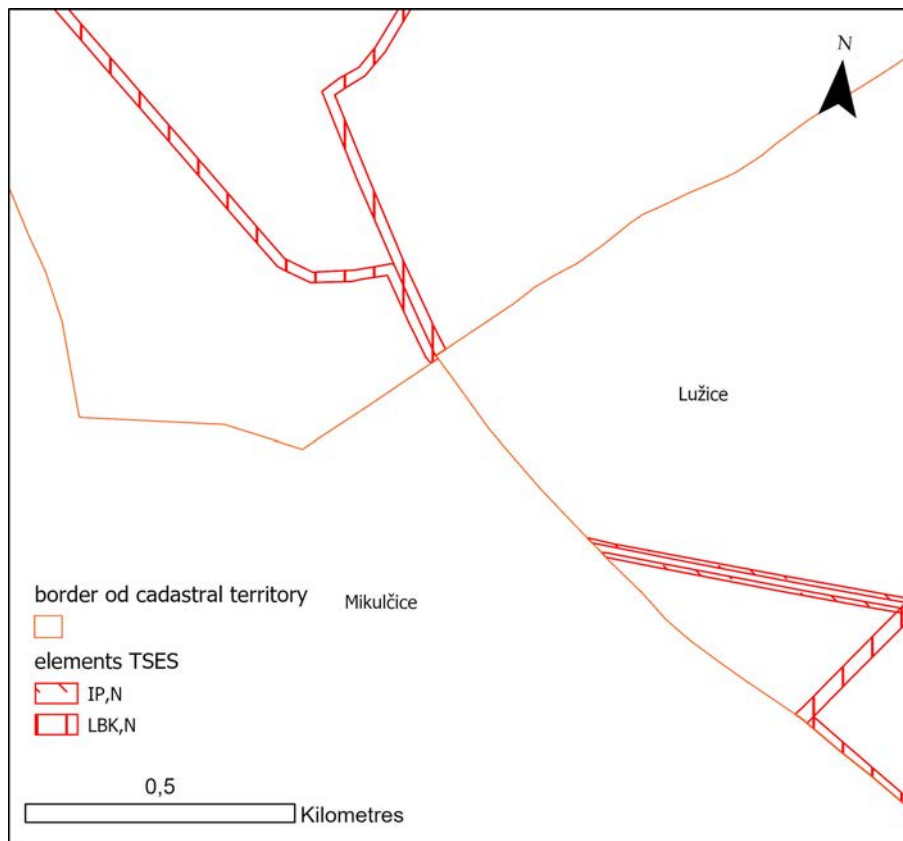 N
Lužice
Mikulčice
border od cadastral territory
elements TSES
IP,N
LBK,N
0,5
Kilometres